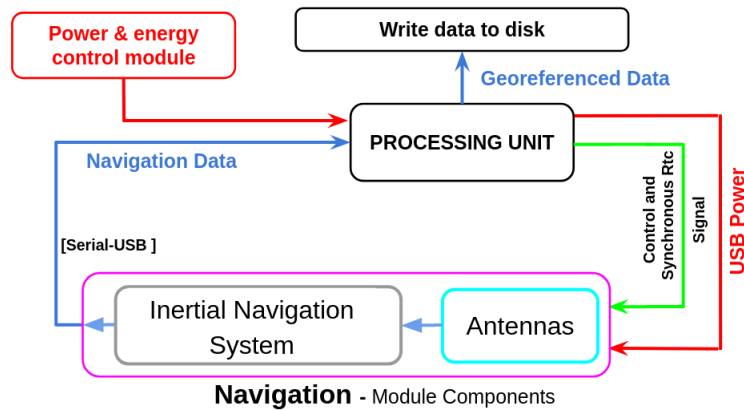 Power & energy
control module
Write data to disk
Georeferenced Data
PROCESSING UNIT
Navigation Data
Control and
Synchronous Rtc
Signal
USB Power
[Serial-USB ]
Inertial Navigation
System
Antennas
Navigation - Module Components